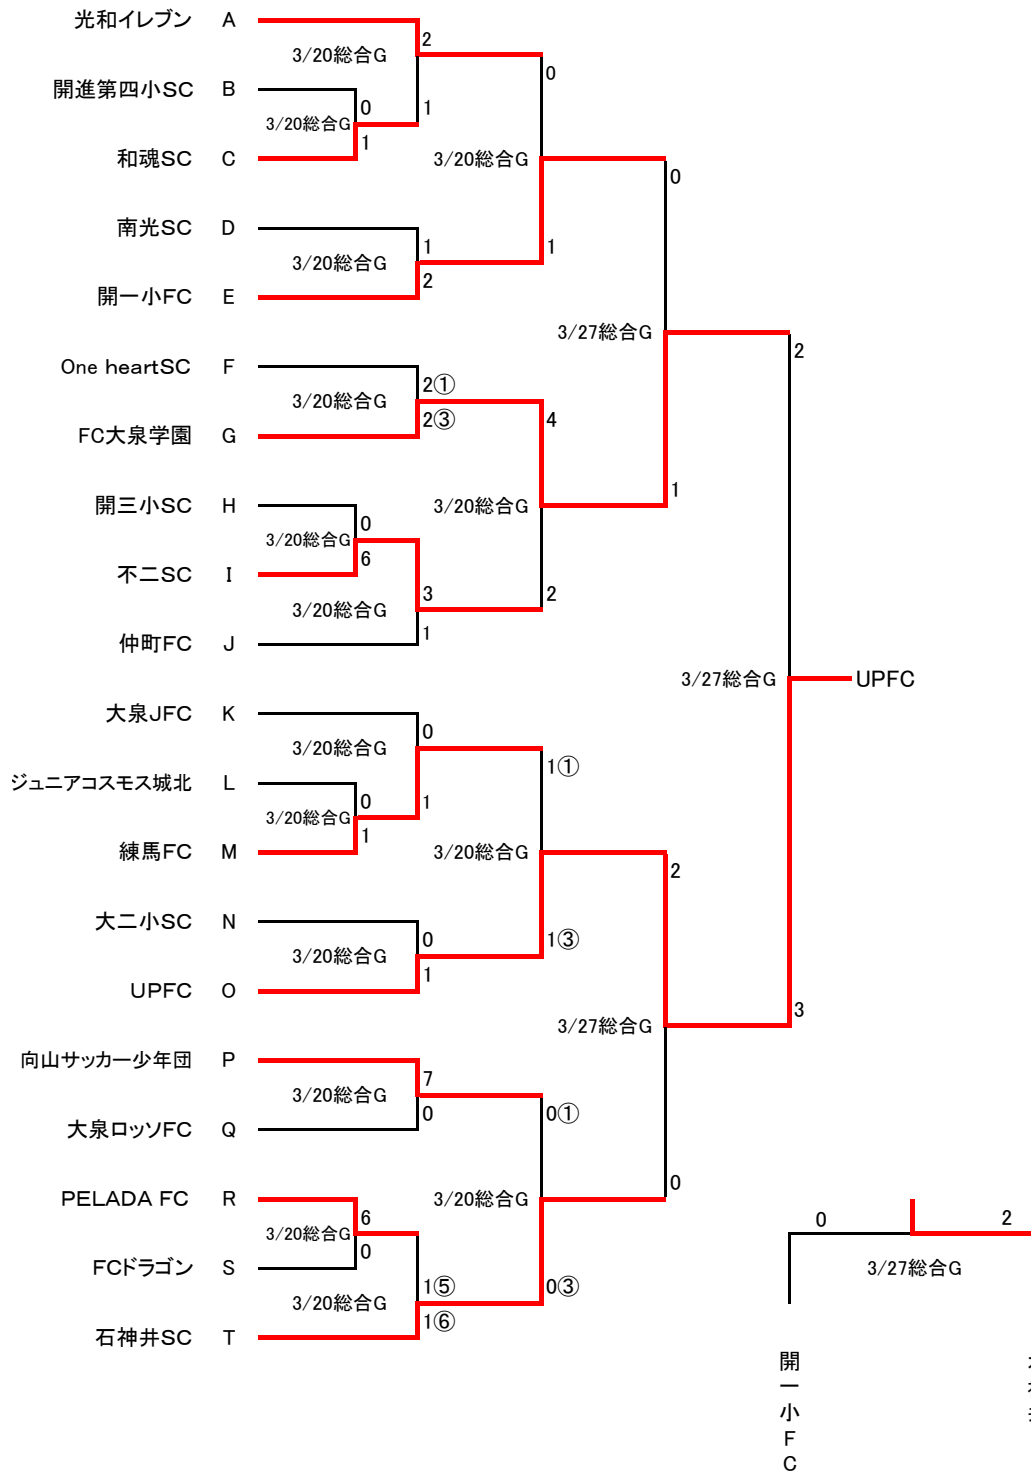 光和イレブン A
2
3/20総合G
0
開進第四小SC B
0
1
3/20総合G
1
和魂SC C
3/20総合G
0
南光SC D
1
1
3/20総合G
2
開一小FC E
3/27総合G
2
One heartSC F
2①
3/20総合G
2③
4
FC大泉学園 G
1
開三小SC H
3/20総合G
0
3/20総合G
6
不二SC I
3
2
3/20総合G
1
仲町FC J
3/27総合G
UPFC
大泉JFC K
0
3/20総合G
1①
ジュニアコスモス城北 L
0
1
3/20総合G
1
練馬FC M
3/20総合G
2
大二小SC N
0
1③
3/20総合G
1
UPFC O
3
3/27総合G
向山サッカー少年団 P
7
3/20総合G
0
0①
大泉ロッソFC Q
0
PELADA FC R
3/20総合G
6
3/20総合G
0
0
2
FCドラゴン S
3/27総合G
1⑤
0③
3/20総合G
1⑥
石神井SC T
開一小FC